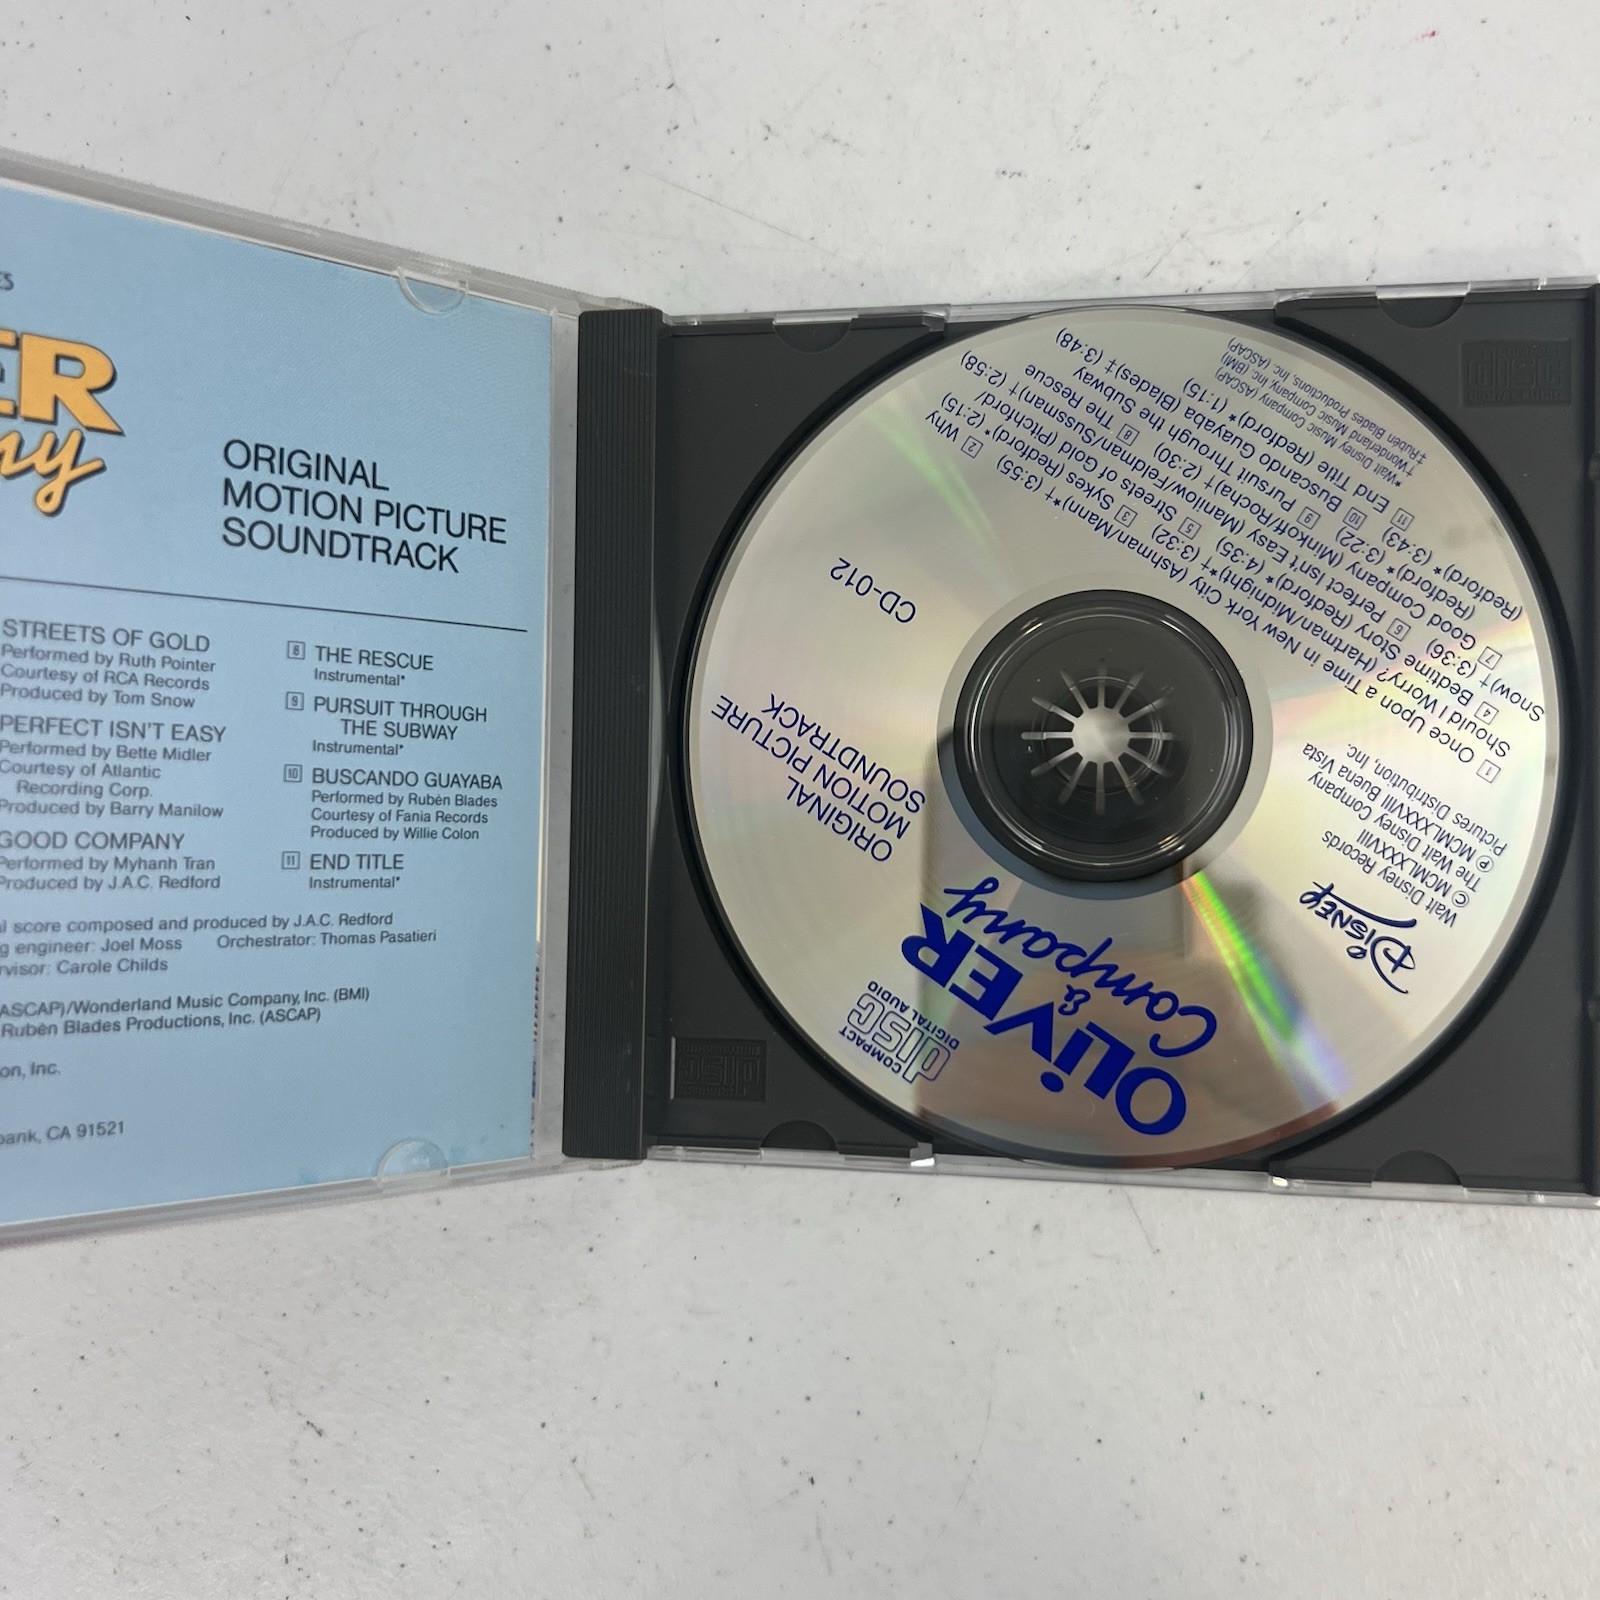 ES
ER
ny
ORIGINAL
MOTION PICTURE
SOUNDTRACK
STREETS OF GOLD
Performed by Ruth Pointer
Courtesy of RCA Records
Produced by Tom Snow
PERFECT ISN'T EASY
Performed by Bette Midler
Courtesy of Atlantic
Recording Corp.
Produced by Barry Manilow
GOOD COMPANY
Performed by Myhanh Tran
Produced by J.A.C. Redford
8 THE RESCUE
Instrumental*
9 PURSUIT THROUGH
THE SUBWAY
Instrumental*
10 BUSCANDO GUAYABA
Performed by Rubén Blades
Courtesy of Fania Records
Produced by Willie Colon
11 END TITLE
Instrumental*
l score composed and produced by J.A.C. Redford
g engineer: Joel Moss Orchestrator: Thomas Pasatieri
rvisor: Carole Childs
ASCAP)/Wonderland Music Company, Inc. (BMI)
Rubén Blades Productions, Inc. (ASCAP)
on, Inc.
bank, CA 91521
OLIVER
&
Company
COMPACT
disc
DIGITAL AUDIO
DISNEY
Walt Disney Records
© MCMLXXXVIII
The Walt Disney Company
℗ MCMLXXXVIII Buena Vista
Pictures Distribution, Inc.
ORIGINAL
MOTION PICTURE
SOUNDTRACK
CD-012
1 Once Upon a Time in New York City (Ashman/Mann)*† (3:55) 2 Why
Should I Worry? (Hartman/Midnight)*† (3:32) 3 Sykes (Redford)* (2:15)
4 Bedtime Story (Redford)* (4:35) 5 Streets of Gold (Pitchford/
Snow)† (3:36) 6 Perfect Isn't Easy (Manilow/Feldman/Sussman)† (2:58)
7 Good Company (Minkoff/Rocha)† (2:30) 8 The Rescue
(Redford)* (3:22) 9 Pursuit Through the Subway
(Redford)* (3:43) 10 Buscando Guayaba (Blades)‡ (3:48)
11 End Title (Redford)* (1:15)
*Walt Disney Music Company (ASCAP)
†Wonderland Music Company, Inc. (BMI)
‡Rubén Blades Productions, Inc. (ASCAP)